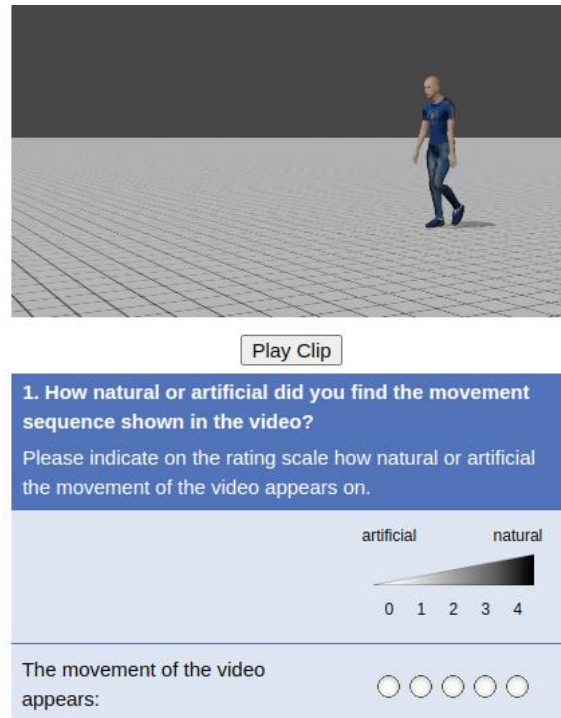 Play Clip
1. How natural or artificial did you find the movement
sequence shown in the video?
Please indicate on the rating scale how natural or artificial
the movement of the video appears on.
artificial natural
0 1 2 3 4
The movement of the video
appears: